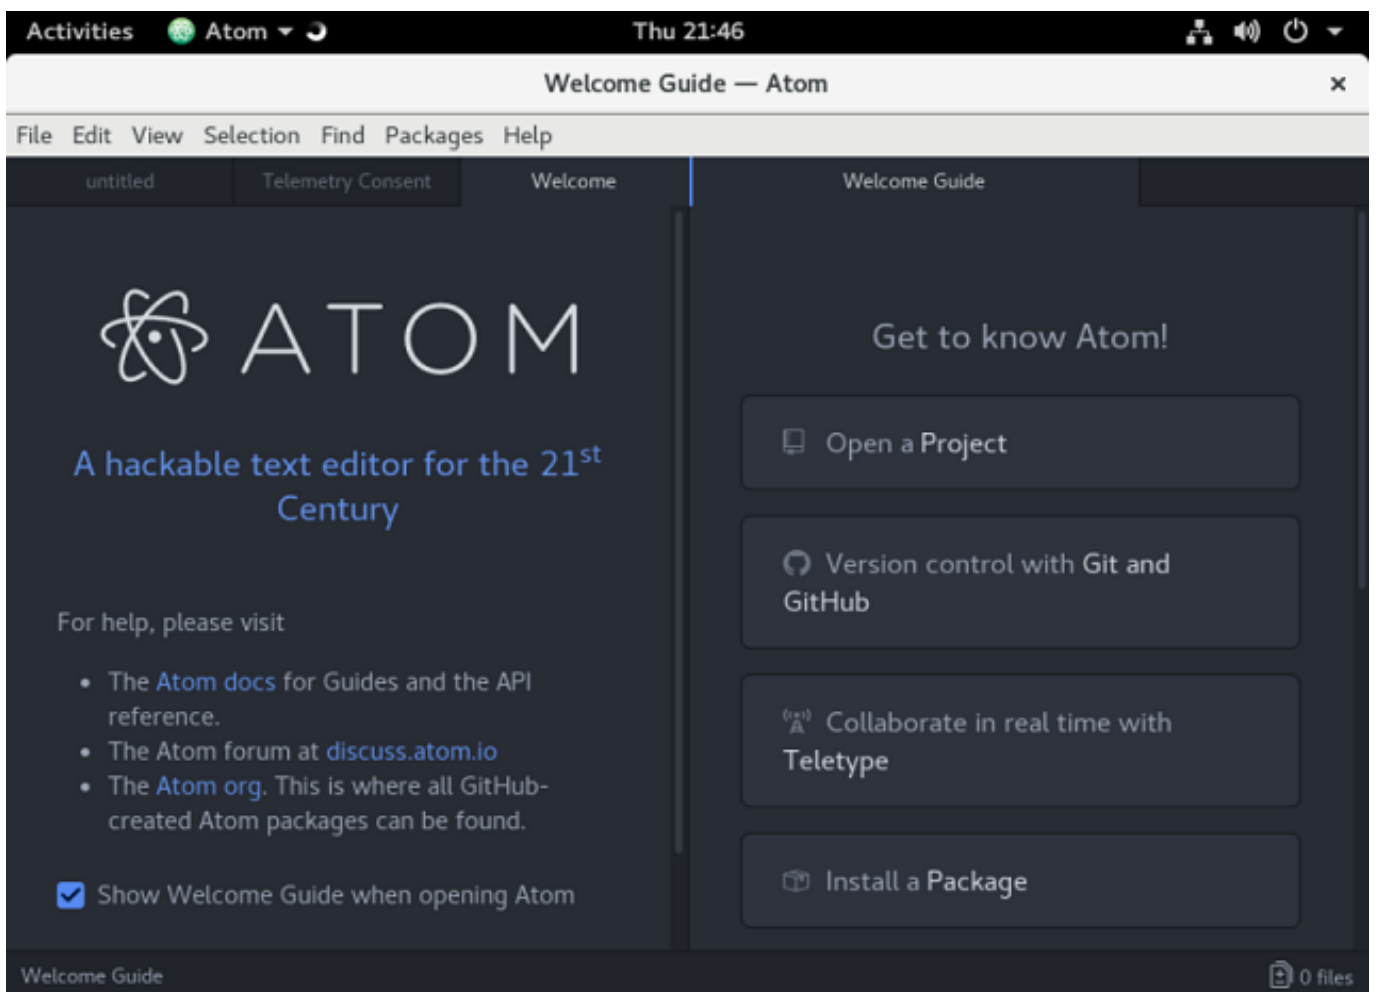 Activities Atom Thu 21:46
Welcome Guide — Atom
File Edit View Selection Find Packages Help
untitled Telemetry Consent Welcome Welcome Guide
ATOM
A hackable text editor for the 21st
Century
For help, please visit
• The Atom docs for Guides and the API
reference.
• The Atom forum at discuss.atom.io
• The Atom org. This is where all GitHub-
created Atom packages can be found.
Show Welcome Guide when opening Atom
Get to know Atom!
Open a Project
Version control with Git and
GitHub
Collaborate in real time with
Teletype
Install a Package
Welcome Guide 0 files